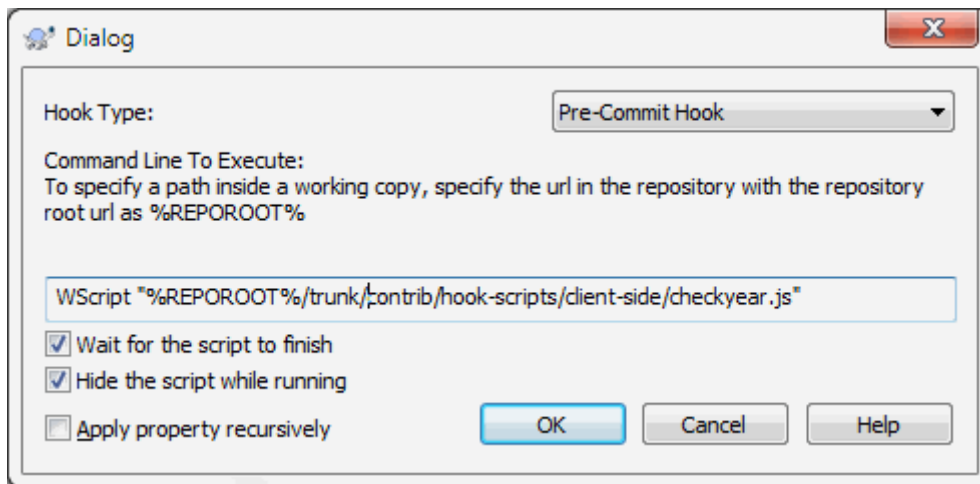 Dialog
Hook Type:
Pre-Commit Hook
Command Line To Execute:
To specify a path inside a working copy, specify the url in the repository with the repository
root url as %REPOROOT%
WScript "%REPOROOT%/trunk/contrib/hook-scripts/client-side/checkyear.js"
Wait for the script to finish
Hide the script while running
Apply property recursively
OK
Cancel
Help